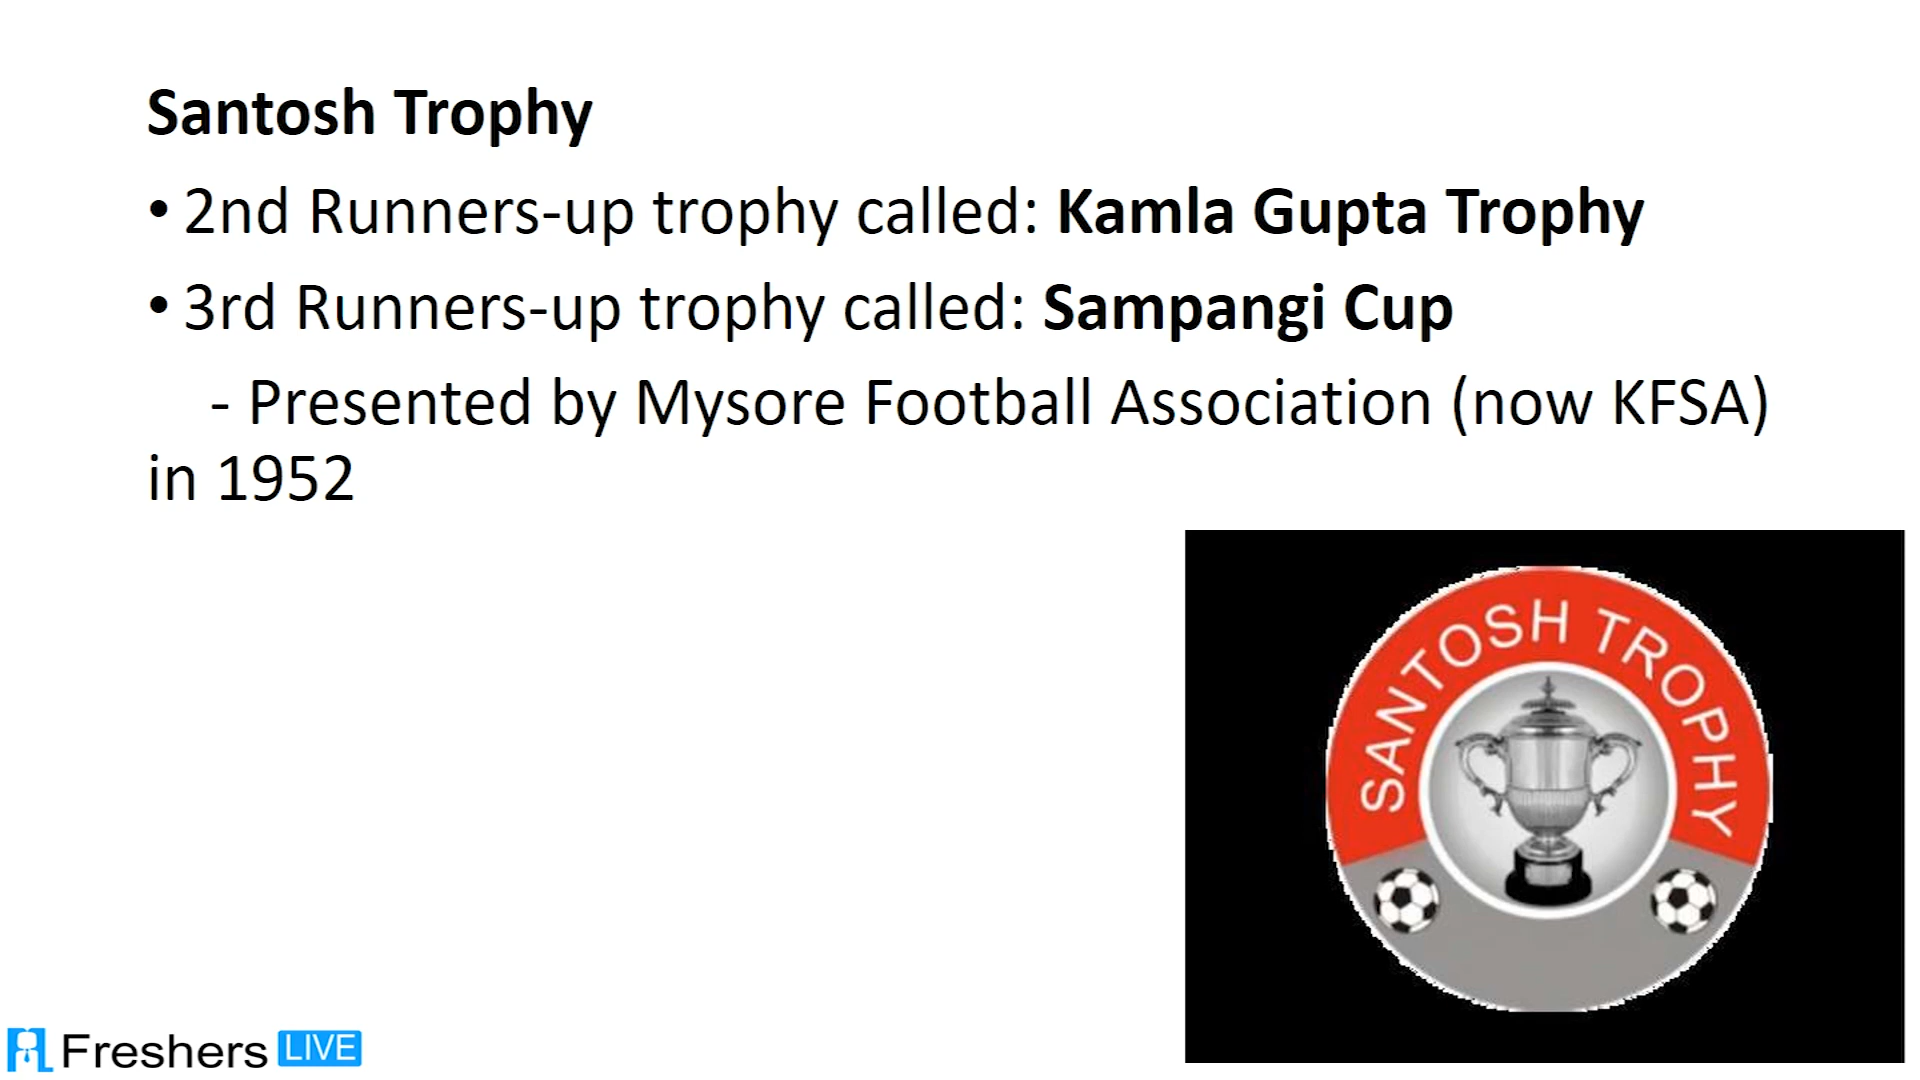 Santosh Trophy
• 2nd Runners-up trophy called: Kamla Gupta Trophy
• 3rd Runners-up trophy called: Sampangi Cup
- Presented by Mysore Football Association (now KFSA)
in 1952
SANTOSH TROPHY
Freshers LIVE